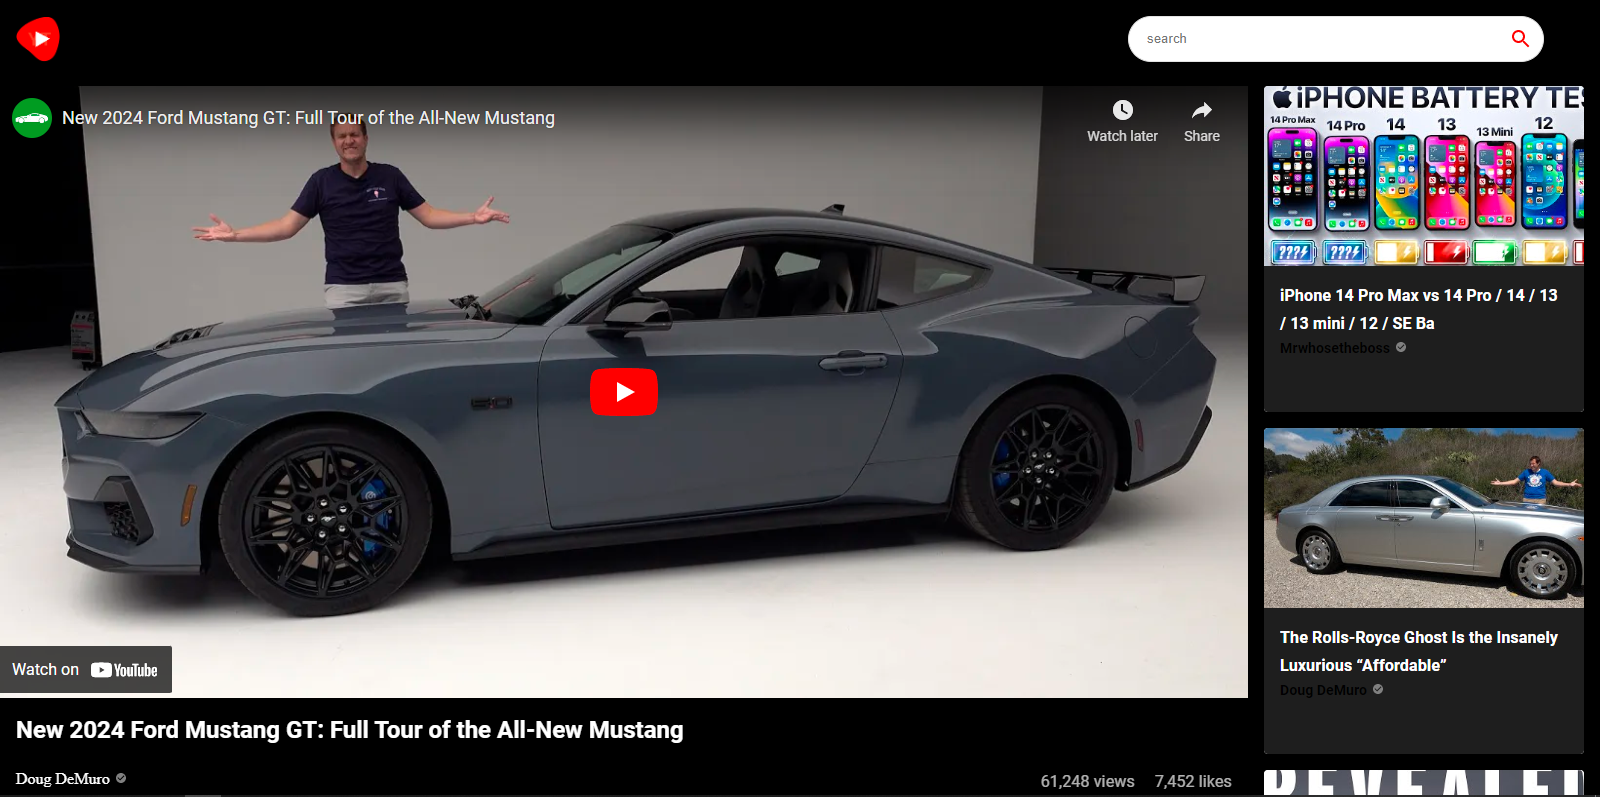 search
New 2024 Ford Mustang GT: Full Tour of the All-New Mustang
Watch later
Share
5.0
Watch on YouTube
New 2024 Ford Mustang GT: Full Tour of the All-New Mustang
Doug DeMuro
61,248 views 7,452 likes
iPHONE BATTERY TES
14 Pro Max 14 Pro 14 13 13 Mini 12
???% ???%
iPhone 14 Pro Max vs 14 Pro / 14 / 13
/ 13 mini / 12 / SE Ba
Mrwhosetheboss
The Rolls-Royce Ghost Is the Insanely
Luxurious “Affordable”
Doug DeMuro
REVEALED